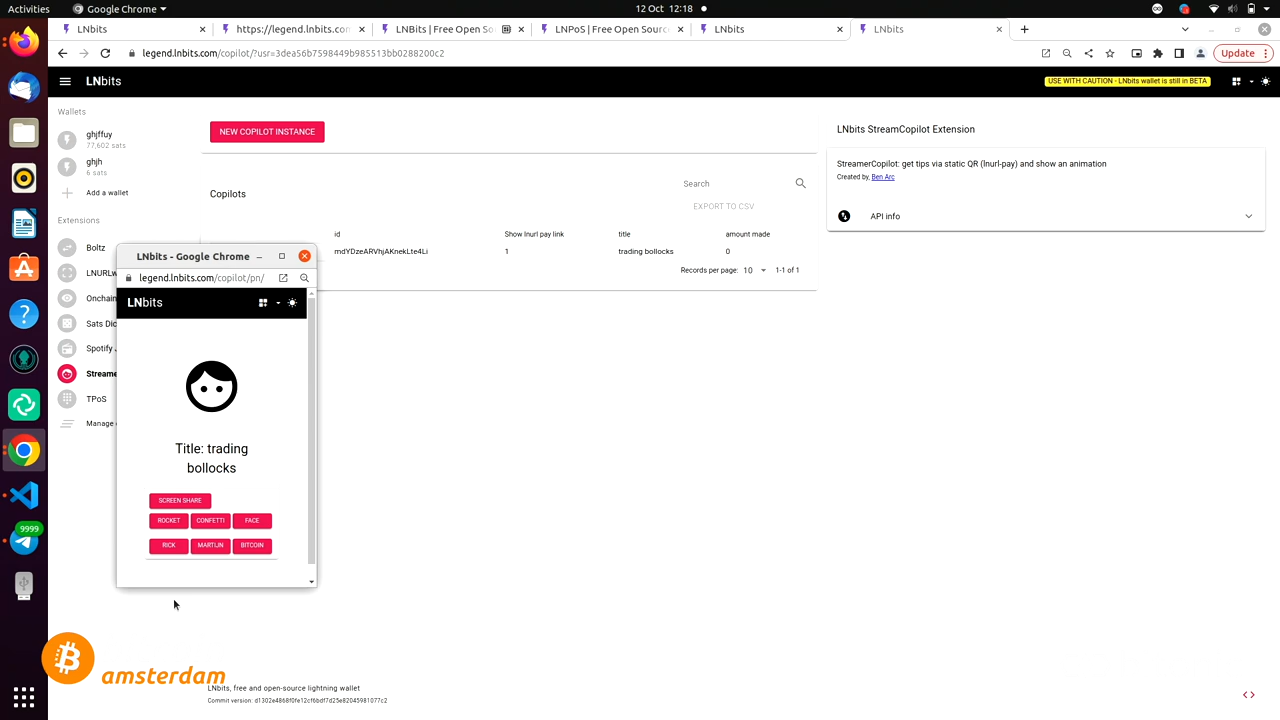 Activities
Google Chrome
12 Oct 12:18
LNbits
https://legend.lnbits.com/co
LNBits | Free Open So
LNPoS | Free Open Sourc
LNbits
LNbits
legend.lnbits.com/copilot/?usr=3dea56b7598449b985513bb0288200c2
Update
LNbits
USE WITH CAUTION - LNbits wallet is still in BETA
Wallets
ghjffuy
77,602 sats
ghjh
6 sats
Add a wallet
Extensions
Boltz
LNURLw
Onchain
Sats Dic
Spotify J
Streame
TPoS
Manage e
NEW COPILOT INSTANCE
Copilots
Search
EXPORT TO CSV
id
Show lnurl pay link
title
amount made
mdYDzeARVhjAKnekLte4Li
1
trading bollocks
0
Records per page:
10
1-1 of 1
LNbits StreamCopilot Extension
StreamerCopilot: get tips via static QR (lnurl-pay) and show an animation
Created by, Ben Arc
API info
LNbits - Google Chrome
legend.lnbits.com/copilot/pn/
LNbits
Title: trading
bollocks
SCREEN SHARE
ROCKET
CONFETTI
FACE
RICK
MARTIJN
BITCOIN
9999
amsterdam
LNbits, free and open-source lightning wallet
Commit version: d1302e4868f0fe12cf6bdf7d25e82045981077c2